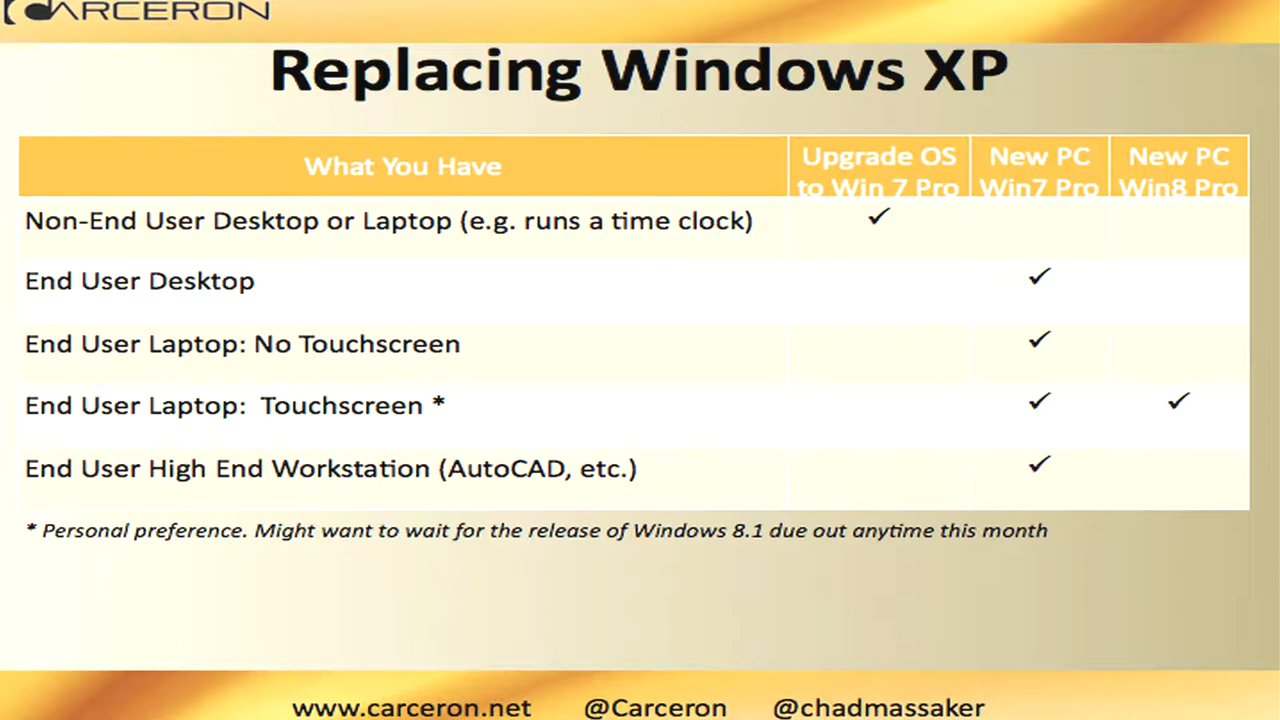 CARCERON
Replacing Windows XP
What You Have
Upgrade OS
to Win 7 Pro
New PC
Win7 Pro
New PC
Win8 Pro
Non-End User Desktop or Laptop (e.g. runs a time clock) ✓
End User Desktop ✓
End User Laptop: No Touchscreen ✓
End User Laptop: Touchscreen * ✓ ✓
End User High End Workstation (AutoCAD, etc.) ✓
* Personal preference. Might want to wait for the release of Windows 8.1 due out anytime this month
www.carceron.net @Carceron @chadmassaker